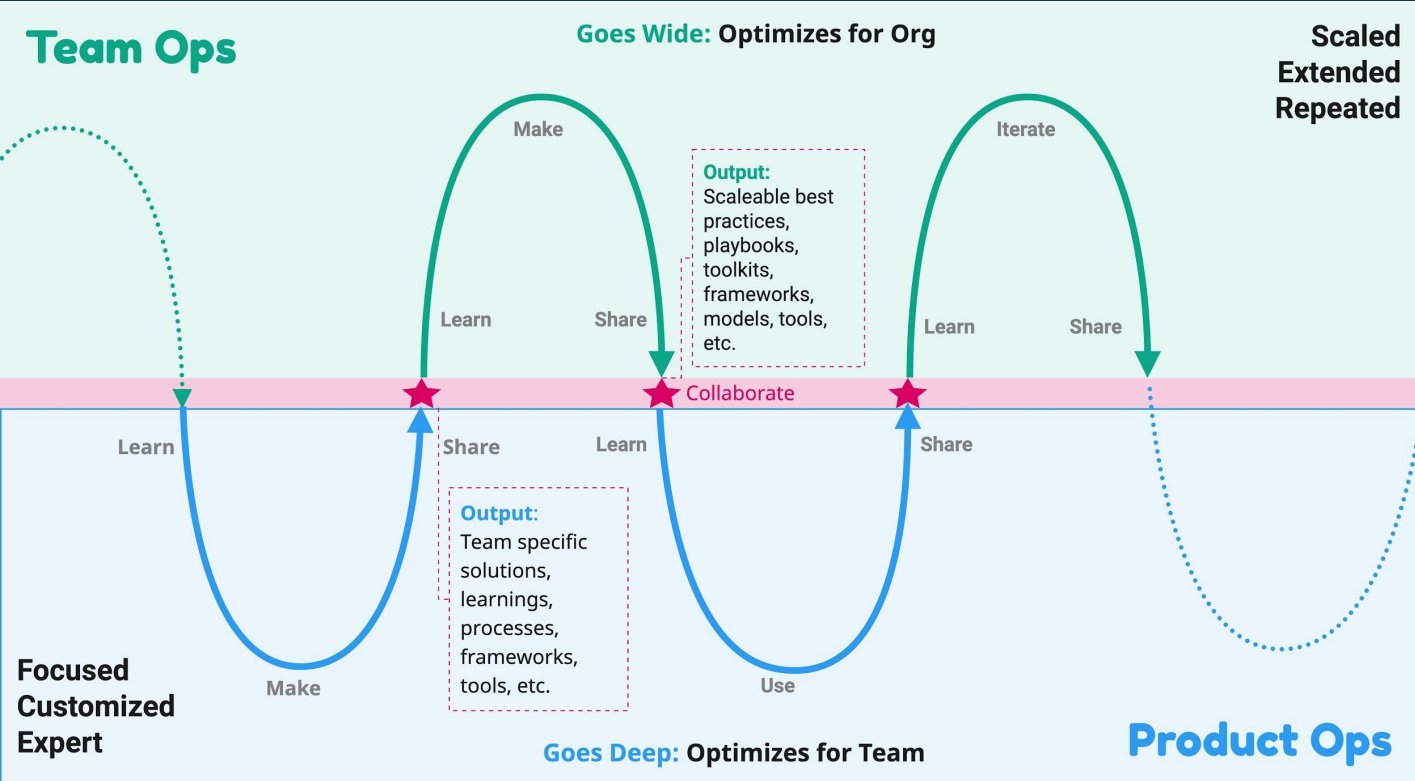 Team Ops
Goes Wide: Optimizes for Org
Scaled
Extended
Repeated
Make
Iterate
Output:
Scaleable best
practices,
playbooks,
toolkits,
frameworks,
models, tools,
etc.
Learn
Share
Learn
Share
Collaborate
Learn
Share
Learn
Share
Output:
Team specific
solutions,
learnings,
processes,
frameworks,
tools, etc.
Make
Use
Focused
Customized
Expert
Goes Deep: Optimizes for Team
Product Ops